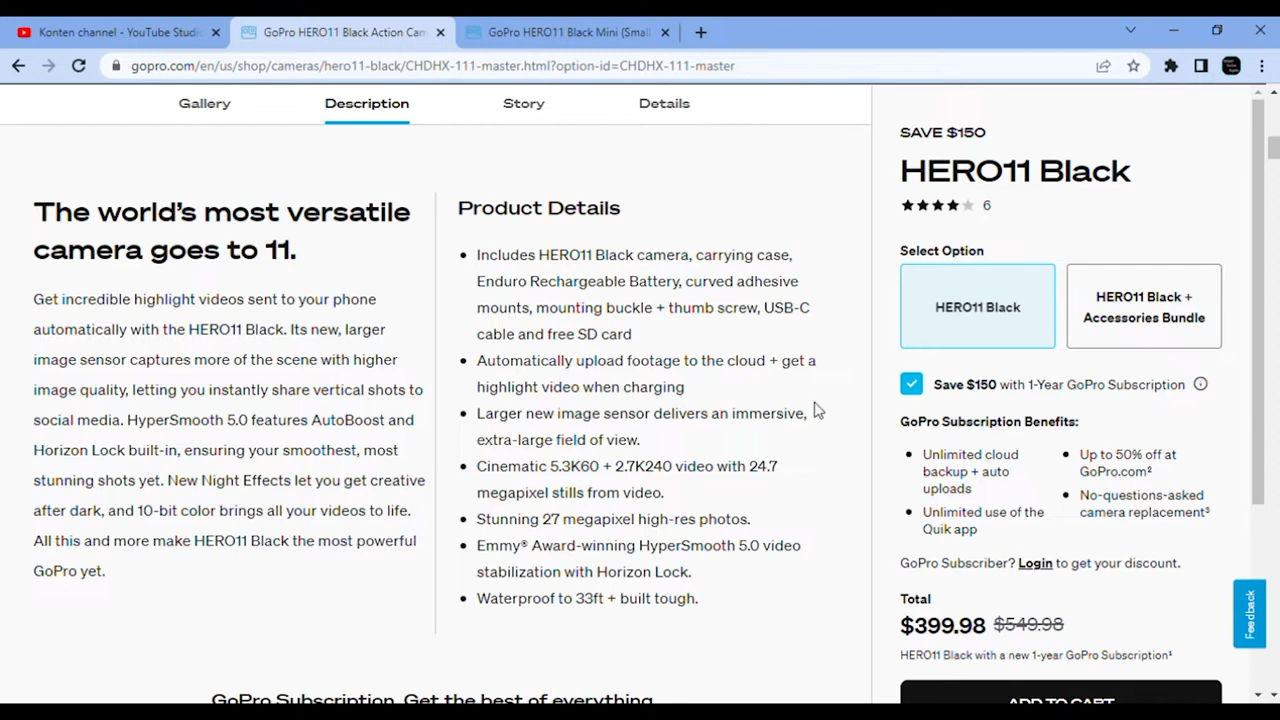 Konten channel - YouTube Studio
GoPro HERO11 Black Action Cam
GoPro HERO11 Black Mini (Small
gopro.com/en/us/shop/cameras/hero11-black/CHDHX-111-master.html?option-id=CHDHX-111-master
Gallery
Description
Story
Details
The world's most versatile
camera goes to 11.
Get incredible highlight videos sent to your phone
automatically with the HERO11 Black. Its new, larger
image sensor captures more of the scene with higher
image quality, letting you instantly share vertical shots to
social media. HyperSmooth 5.0 features AutoBoost and
Horizon Lock built-in, ensuring your smoothest, most
stunning shots yet. New Night Effects let you get creative
after dark, and 10-bit color brings all your videos to life.
All this and more make HERO11 Black the most powerful
GoPro yet.
Product Details
Includes HERO11 Black camera, carrying case,
Enduro Rechargeable Battery, curved adhesive
mounts, mounting buckle + thumb screw, USB-C
cable and free SD card
Automatically upload footage to the cloud + get a
highlight video when charging
Larger new image sensor delivers an immersive,
extra-large field of view.
Cinematic 5.3K60 + 2.7K240 video with 24.7
megapixel stills from video.
Stunning 27 megapixel high-res photos.
Emmy® Award-winning HyperSmooth 5.0 video
stabilization with Horizon Lock.
Waterproof to 33ft + built tough.
GoPro Subscription. Get the best of everything
SAVE $150
HERO11 Black
6
Select Option
HERO11 Black
HERO11 Black +
Accessories Bundle
Save $150 with 1-Year GoPro Subscription
GoPro Subscription Benefits:
Unlimited cloud
backup + auto
uploads
Unlimited use of the
Quik app
Up to 50% off at
GoPro.com²
No-questions-asked
camera replacement³
GoPro Subscriber? Login to get your discount.
Total
$399.98 $549.98
HERO11 Black with a new 1-year GoPro Subscription¹
ADD TO CART
Feedback